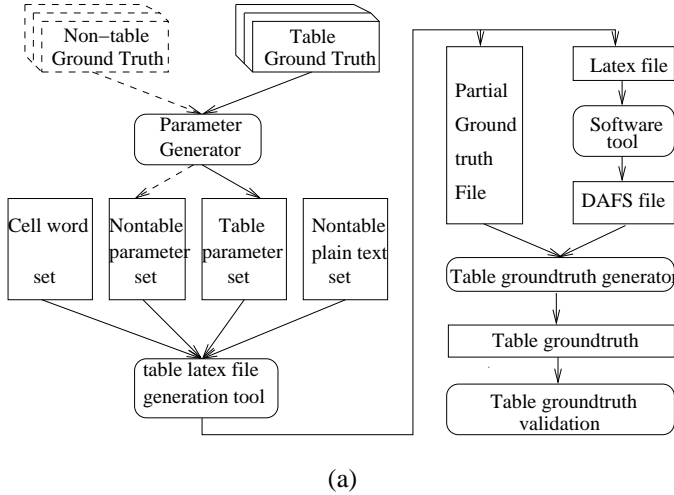 Non-table
Ground Truth
Table
Ground Truth
Parameter
Generator
Cell word
set
Nontable
parameter
set
Table
parameter
set
Nontable
plain text
set
table latex file
generation tool
Partial
Ground
truth
File
Latex file
Software
tool
DAFS file
Table groundtruth generator
Table groundtruth
Table groundtruth
validation
(a)